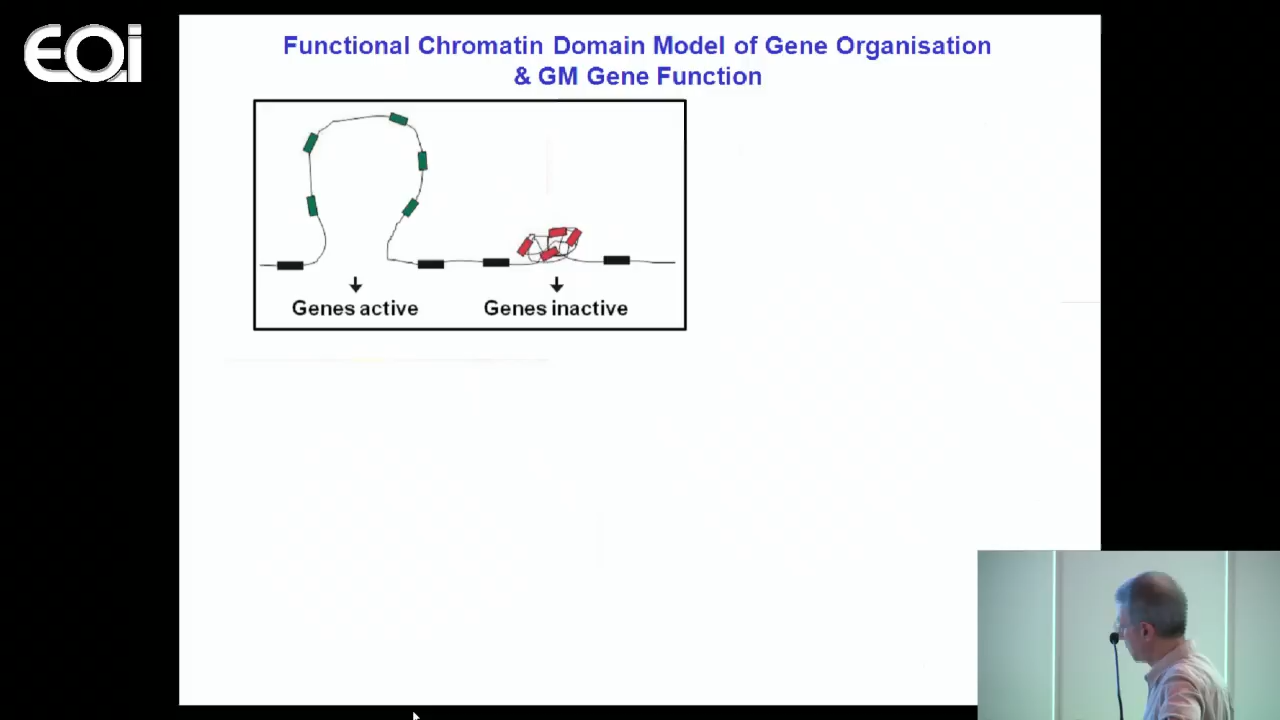 EOi
Functional Chromatin Domain Model of Gene Organisation
& GM Gene Function
Genes active
Genes inactive